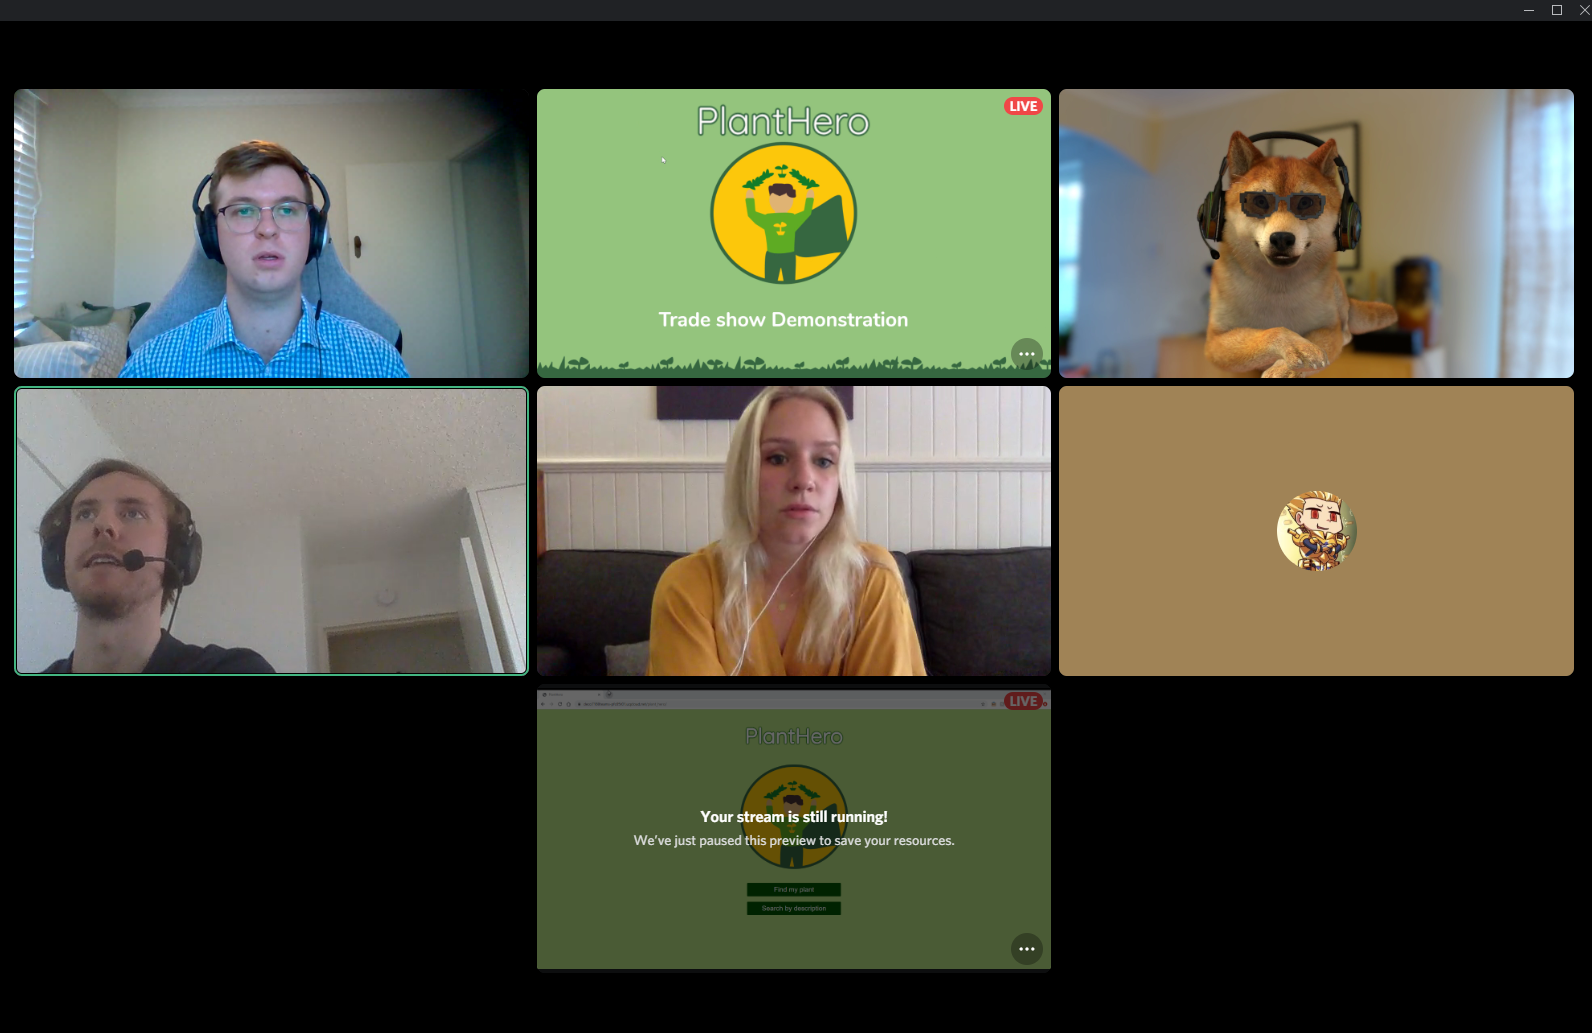 PlantHero
LIVE
Trade show Demonstration
LIVE
PlantHero
Your stream is still running!
We've just paused this preview to save your resources.
Find my plant
Search by description